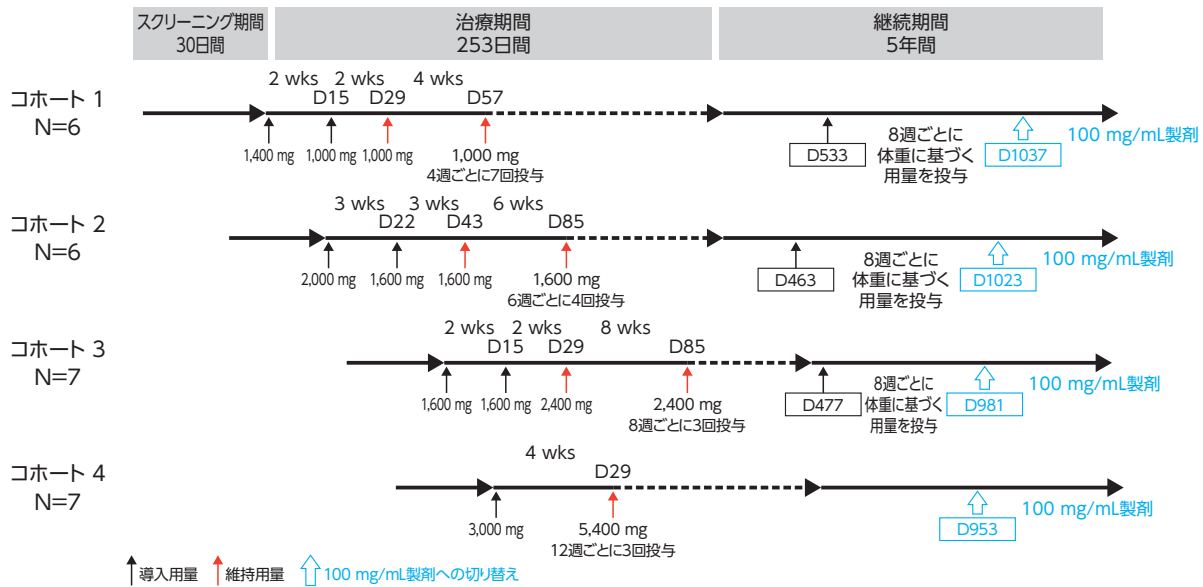 スクリーニング期間
30日間
治療期間
253日間
継続期間
5年間
コホート 1
N=6
2 wks 2 wks 4 wks
D15 D29 D57
1,400 mg 1,000 mg 1,000 mg 1,000 mg
4週ごとに7回投与
D533
8週ごとに
体重に基づく
用量を投与
D1037
100 mg/mL製剤
コホート 2
N=6
3 wks 3 wks 6 wks
D22 D43 D85
2,000 mg 1,600 mg 1,600 mg 1,600 mg
6週ごとに4回投与
D463
8週ごとに
体重に基づく
用量を投与
D1023
100 mg/mL製剤
コホート 3
N=7
2 wks 2 wks 8 wks
D15 D29 D85
1,600 mg 1,600 mg 2,400 mg 2,400 mg
8週ごとに3回投与
D477
8週ごとに
体重に基づく
用量を投与
D981
100 mg/mL製剤
コホート 4
N=7
4 wks
D29
3,000 mg 5,400 mg
12週ごとに3回投与
D953
100 mg/mL製剤
導入用量 維持用量 100 mg/mL製剤への切り替え